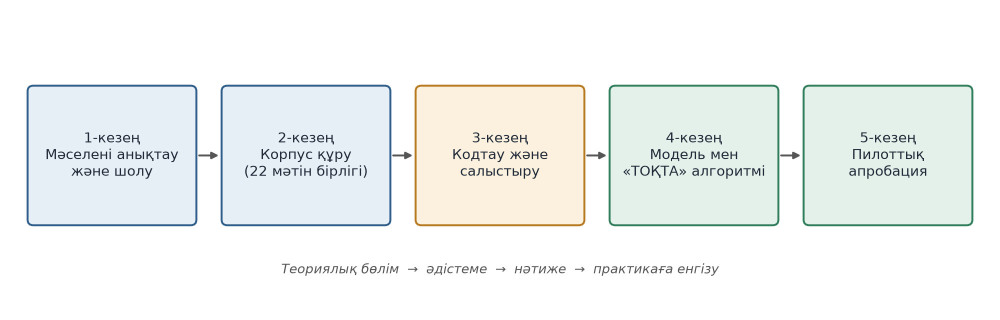 1-кезең
Мәселені анықтау
және шолу
2-кезең
Корпус құру
(22 мәтін бірлігі)
3-кезең
Кодтау және
салыстыру
4-кезең
Модель мен
«ТОҚТА» алгоритмі
5-кезең
Пилоттық
апробация
Теориялық бөлім → әдістеме → нәтиже → практикаға енгізу